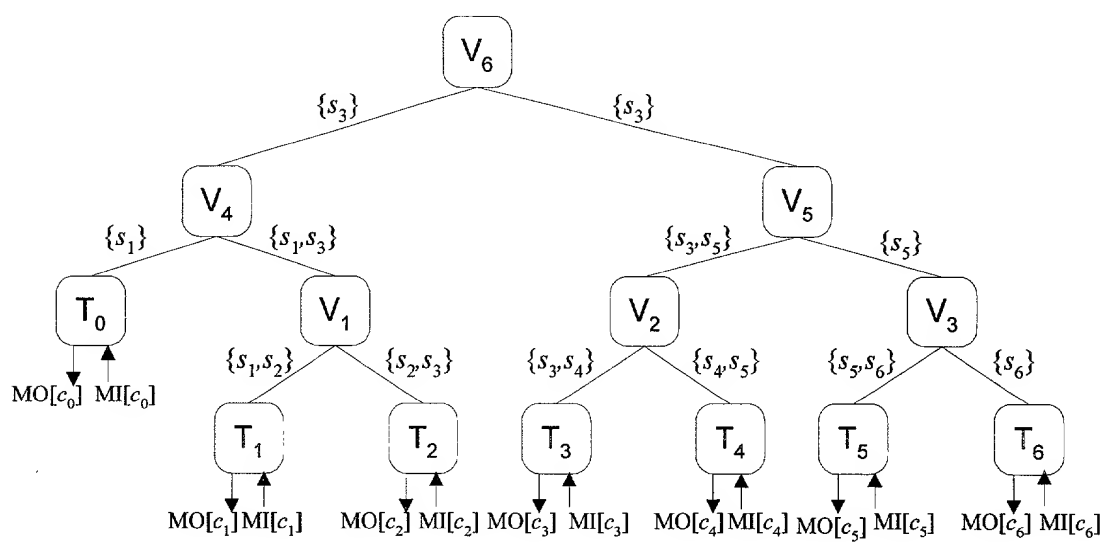 V₆
{s₃} {s₃}
V₄ V₅
{s₁} {s₁,s₃} {s₃,s₅} {s₅}
T₀ V₁ V₂ V₃
{s₁,s₂} {s₂,s₃} {s₃,s₄} {s₄,s₅} {s₅,s₆} {s₆}
MO[c₀] MI[c₀]
T₁ T₂ T₃ T₄ T₅ T₆
MO[c₁] MI[c₁] MO[c₂] MI[c₂] MO[c₃] MI[c₃] MO[c₄] MI[c₄] MO[c₅] MI[c₅] MO[c₆] MI[c₆]